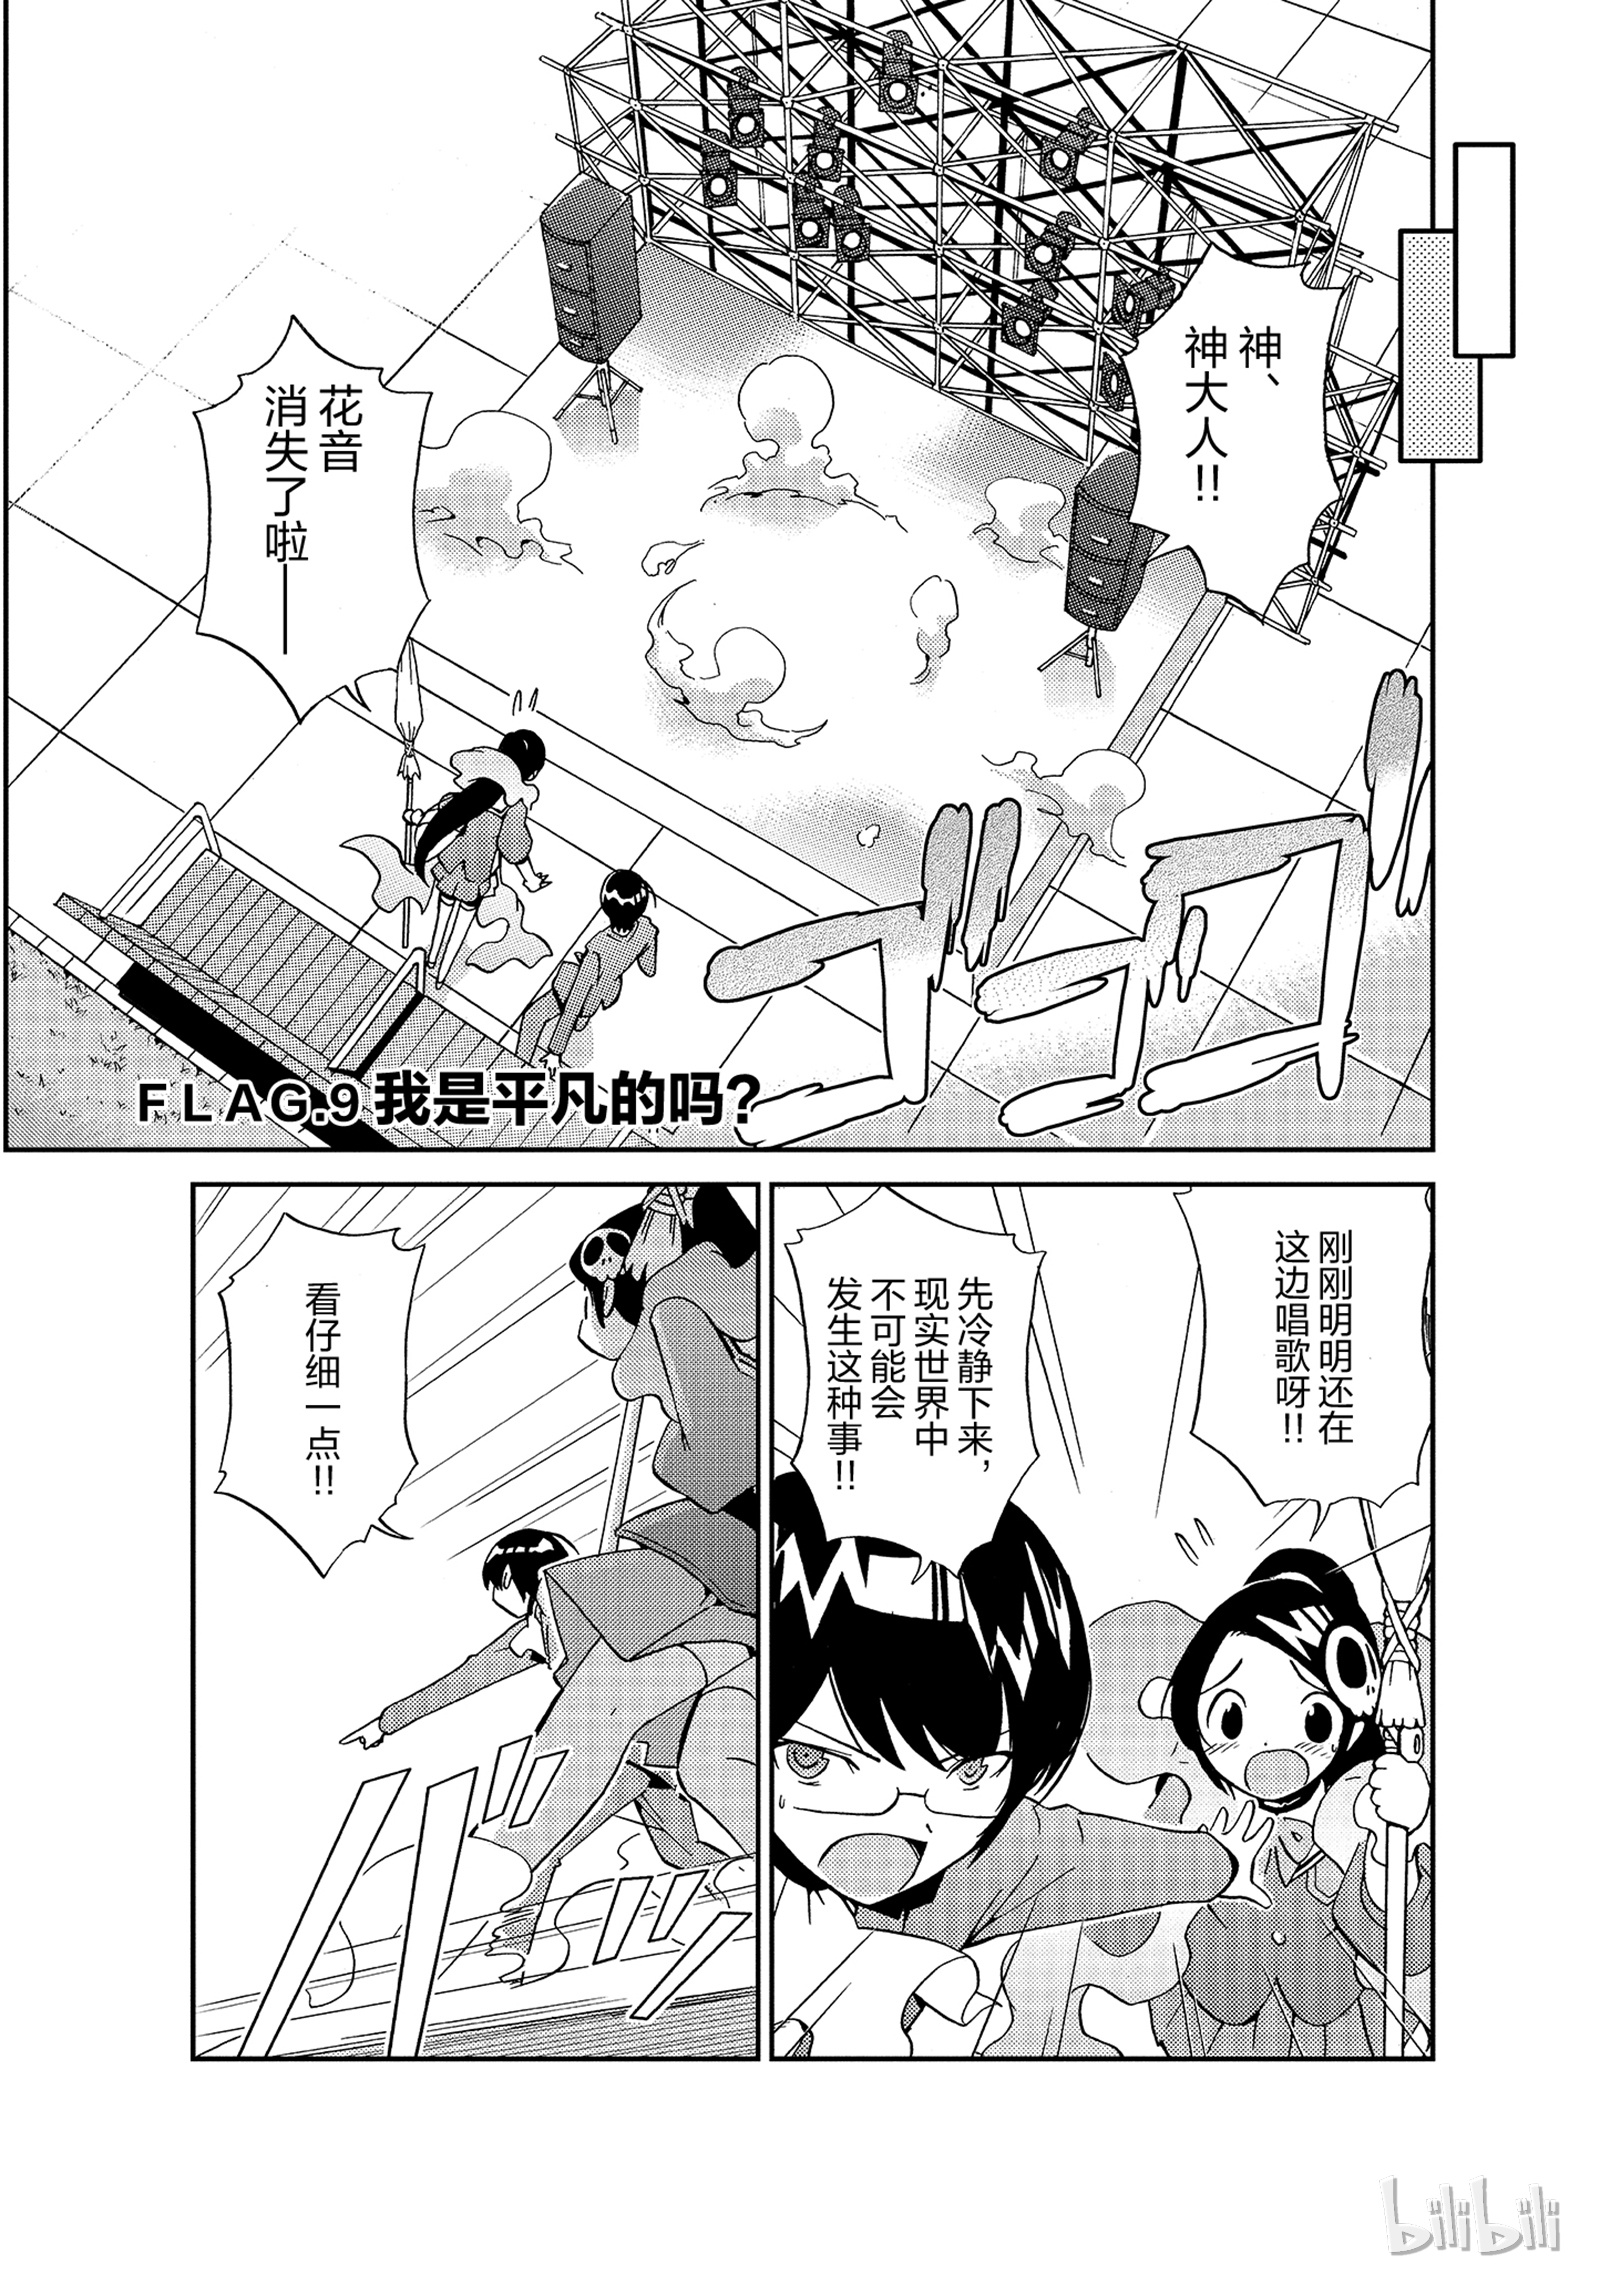 神、
神大人!!
花音
消失了啦——
ゴゴゴ
FLAG.9 我是平凡的吗?
刚刚明明还在
这边唱歌呀!!
先冷静下来,
现实世界中
不可能会
发生这种事!!
看仔细一点!!
バッ
bilibili